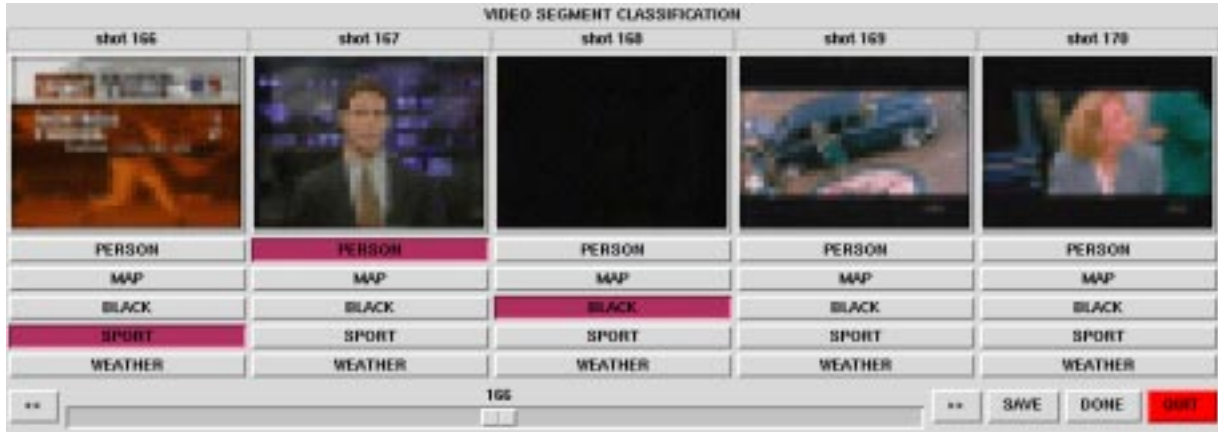 VIDEO SEGMENT CLASSIFICATION
shot 166 shot 167 shot 168 shot 169 shot 170
PERSON PERSON PERSON PERSON PERSON
MAP MAP MAP MAP MAP
BLACK BLACK BLACK BLACK BLACK
SPORT SPORT SPORT SPORT SPORT
WEATHER WEATHER WEATHER WEATHER WEATHER
166
SAVE DONE QUIT